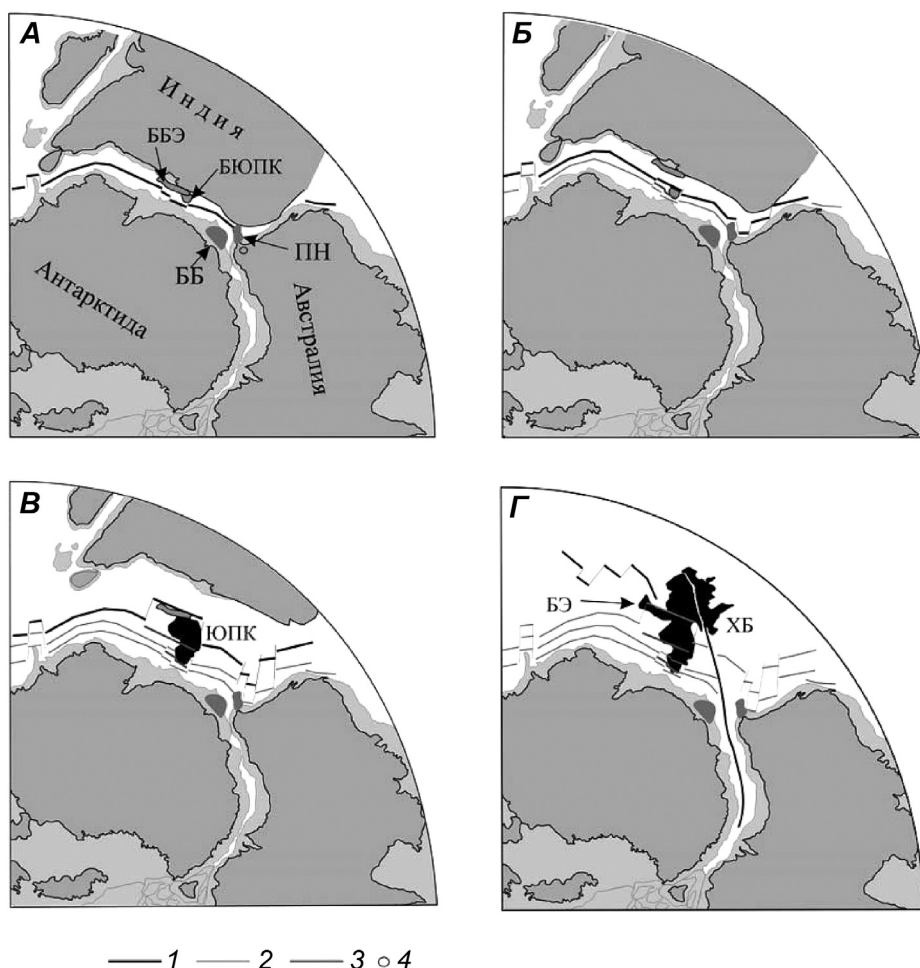 А
Индия
ББЭ
БЮПК
ББ
ПН
Антарктида
Австралия
Б
В
ЮПК
Г
БЭ
ХБ
1 2 3 4